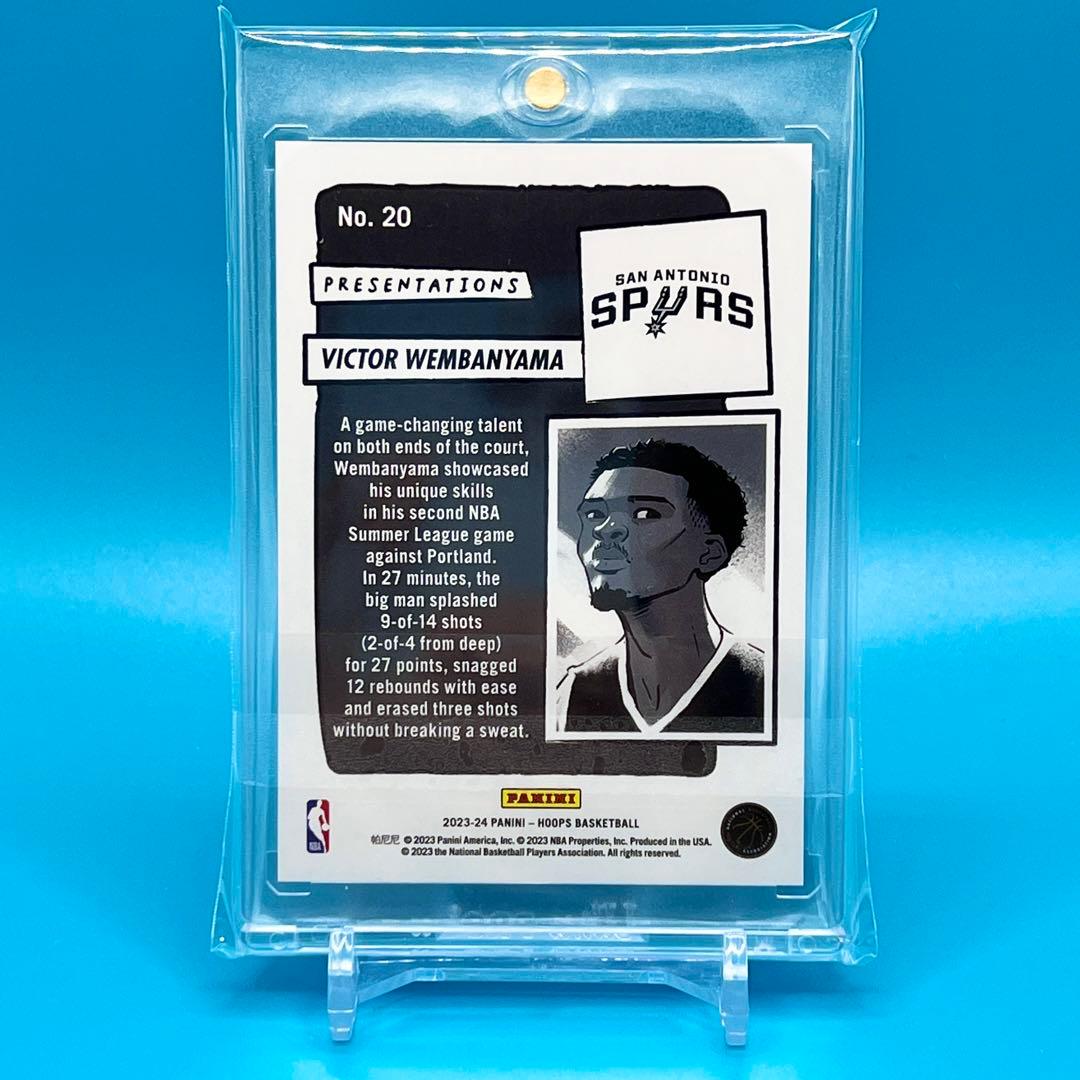 No. 20
PRESENTATIONS
SAN ANTONIO
SPURS
VICTOR WEMBANYAMA
A game-changing talent
on both ends of the court,
Wembanyama showcased
his unique skills
in his second NBA
Summer League game
against Portland.
In 27 minutes, the
big man splashed
9-of-14 shots
(2-of-4 from deep)
for 27 points, snagged
12 rebounds with ease
and erased three shots
without breaking a sweat.
PANINI
2023-24 PANINI – HOOPS BASKETBALL
帕尼尼 © 2023 Panini America, Inc. © 2023 NBA Properties, Inc. Produced in the USA.
© 2023 the National Basketball Players Association. All rights reserved.
NBA